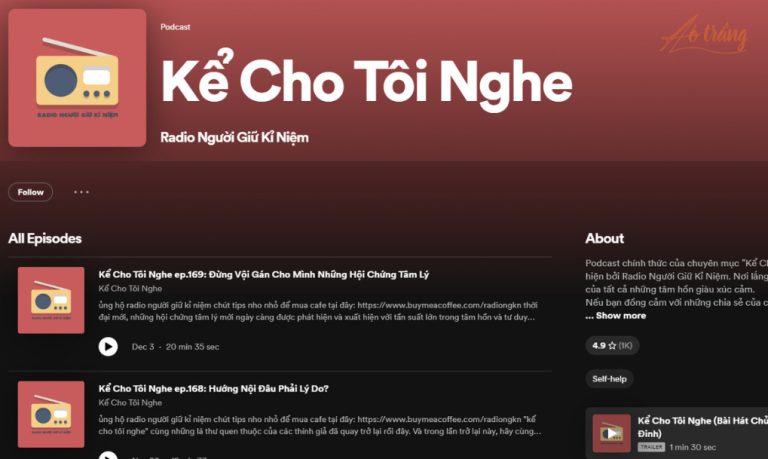 Podcast
Áo trắng
Kể Cho Tôi Nghe
RADIO NGƯỜI GIỮ KỈ NIỆM
Radio Người Giữ Kỉ Niệm
Follow
All Episodes
About
Kể Cho Tôi Nghe ep.169: Đừng Vội Gán Cho Mình Những Hội Chứng Tâm Lý
Kể Cho Tôi Nghe
ủng hộ radio người giữ kỉ niệm chút tips nho nhỏ để mua cafe tại đây: https://www.buymeacoffee.com/radiongkn thời
đại mới, những hội chứng tâm lý mới ngày càng được phát hiện và xuất hiện với tần suất lớn trong tâm hồn và tư duy...
Dec 3 • 20 min 35 sec
Podcast chính thức của chuyên mục "Kể Ch
hiện bởi Radio Người Giữ Kỉ Niệm. Nơi lắng
của tất cả những tâm hồn giàu xúc cảm.
Nếu bạn đồng cảm với những chia sẻ của c
... Show more
4.9 ☆ (1K)
Self-help
Kể Cho Tôi Nghe ep.168: Hướng Nội Đâu Phải Lý Do?
Kể Cho Tôi Nghe
ủng hộ radio người giữ kỉ niệm chút tips nho nhỏ để mua cafe tại đây: https://www.buymeacoffee.com/radiongkn "kể
cho tôi nghe" cùng những lá thư quen thuộc của các thính giả đã quay trở lại rồi đây. Và trong lần trở lại này, hãy cùng...
Kể Cho Tôi Nghe (Bài Hát Chủ
Đinh)
TRAILER 1 min 30 sec